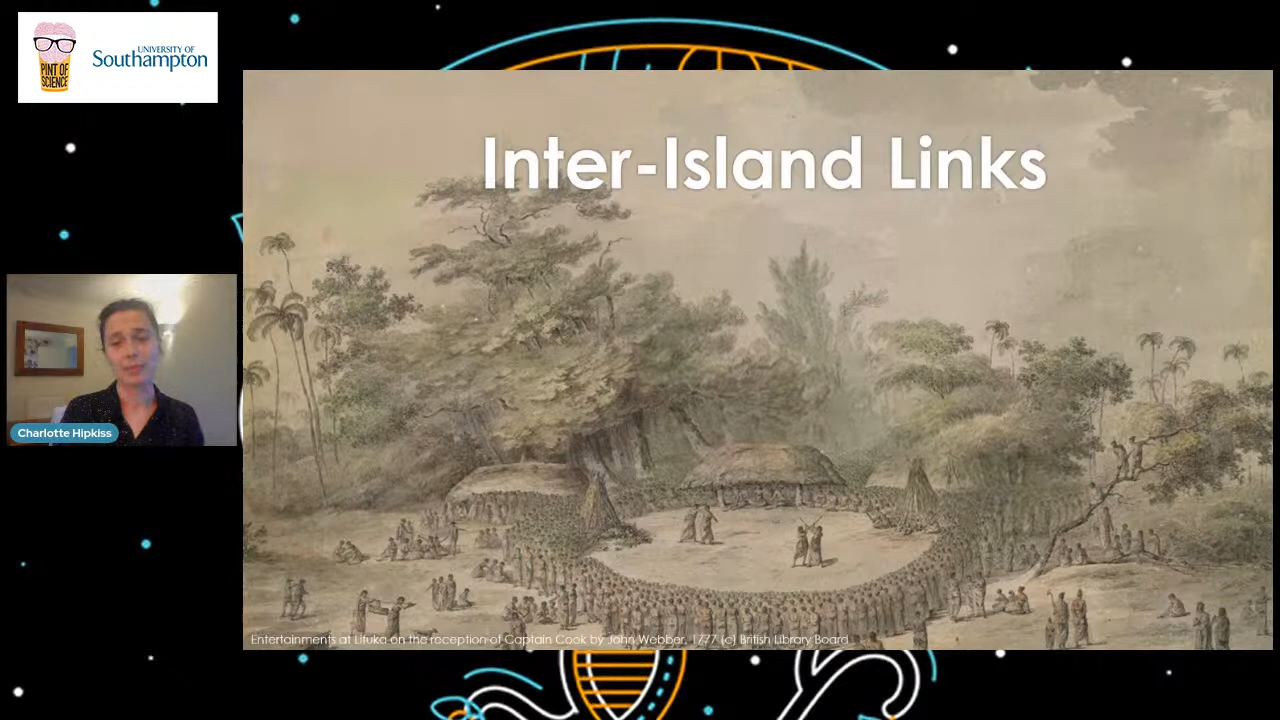 PINT OF
SCIENCE
UNIVERSITY OF
Southampton
Inter-Island Links
Charlotte Hipkiss
Entertainments at Lifuka on the reception of Captain Cook by John Webber, 1777 (c) British Library Board